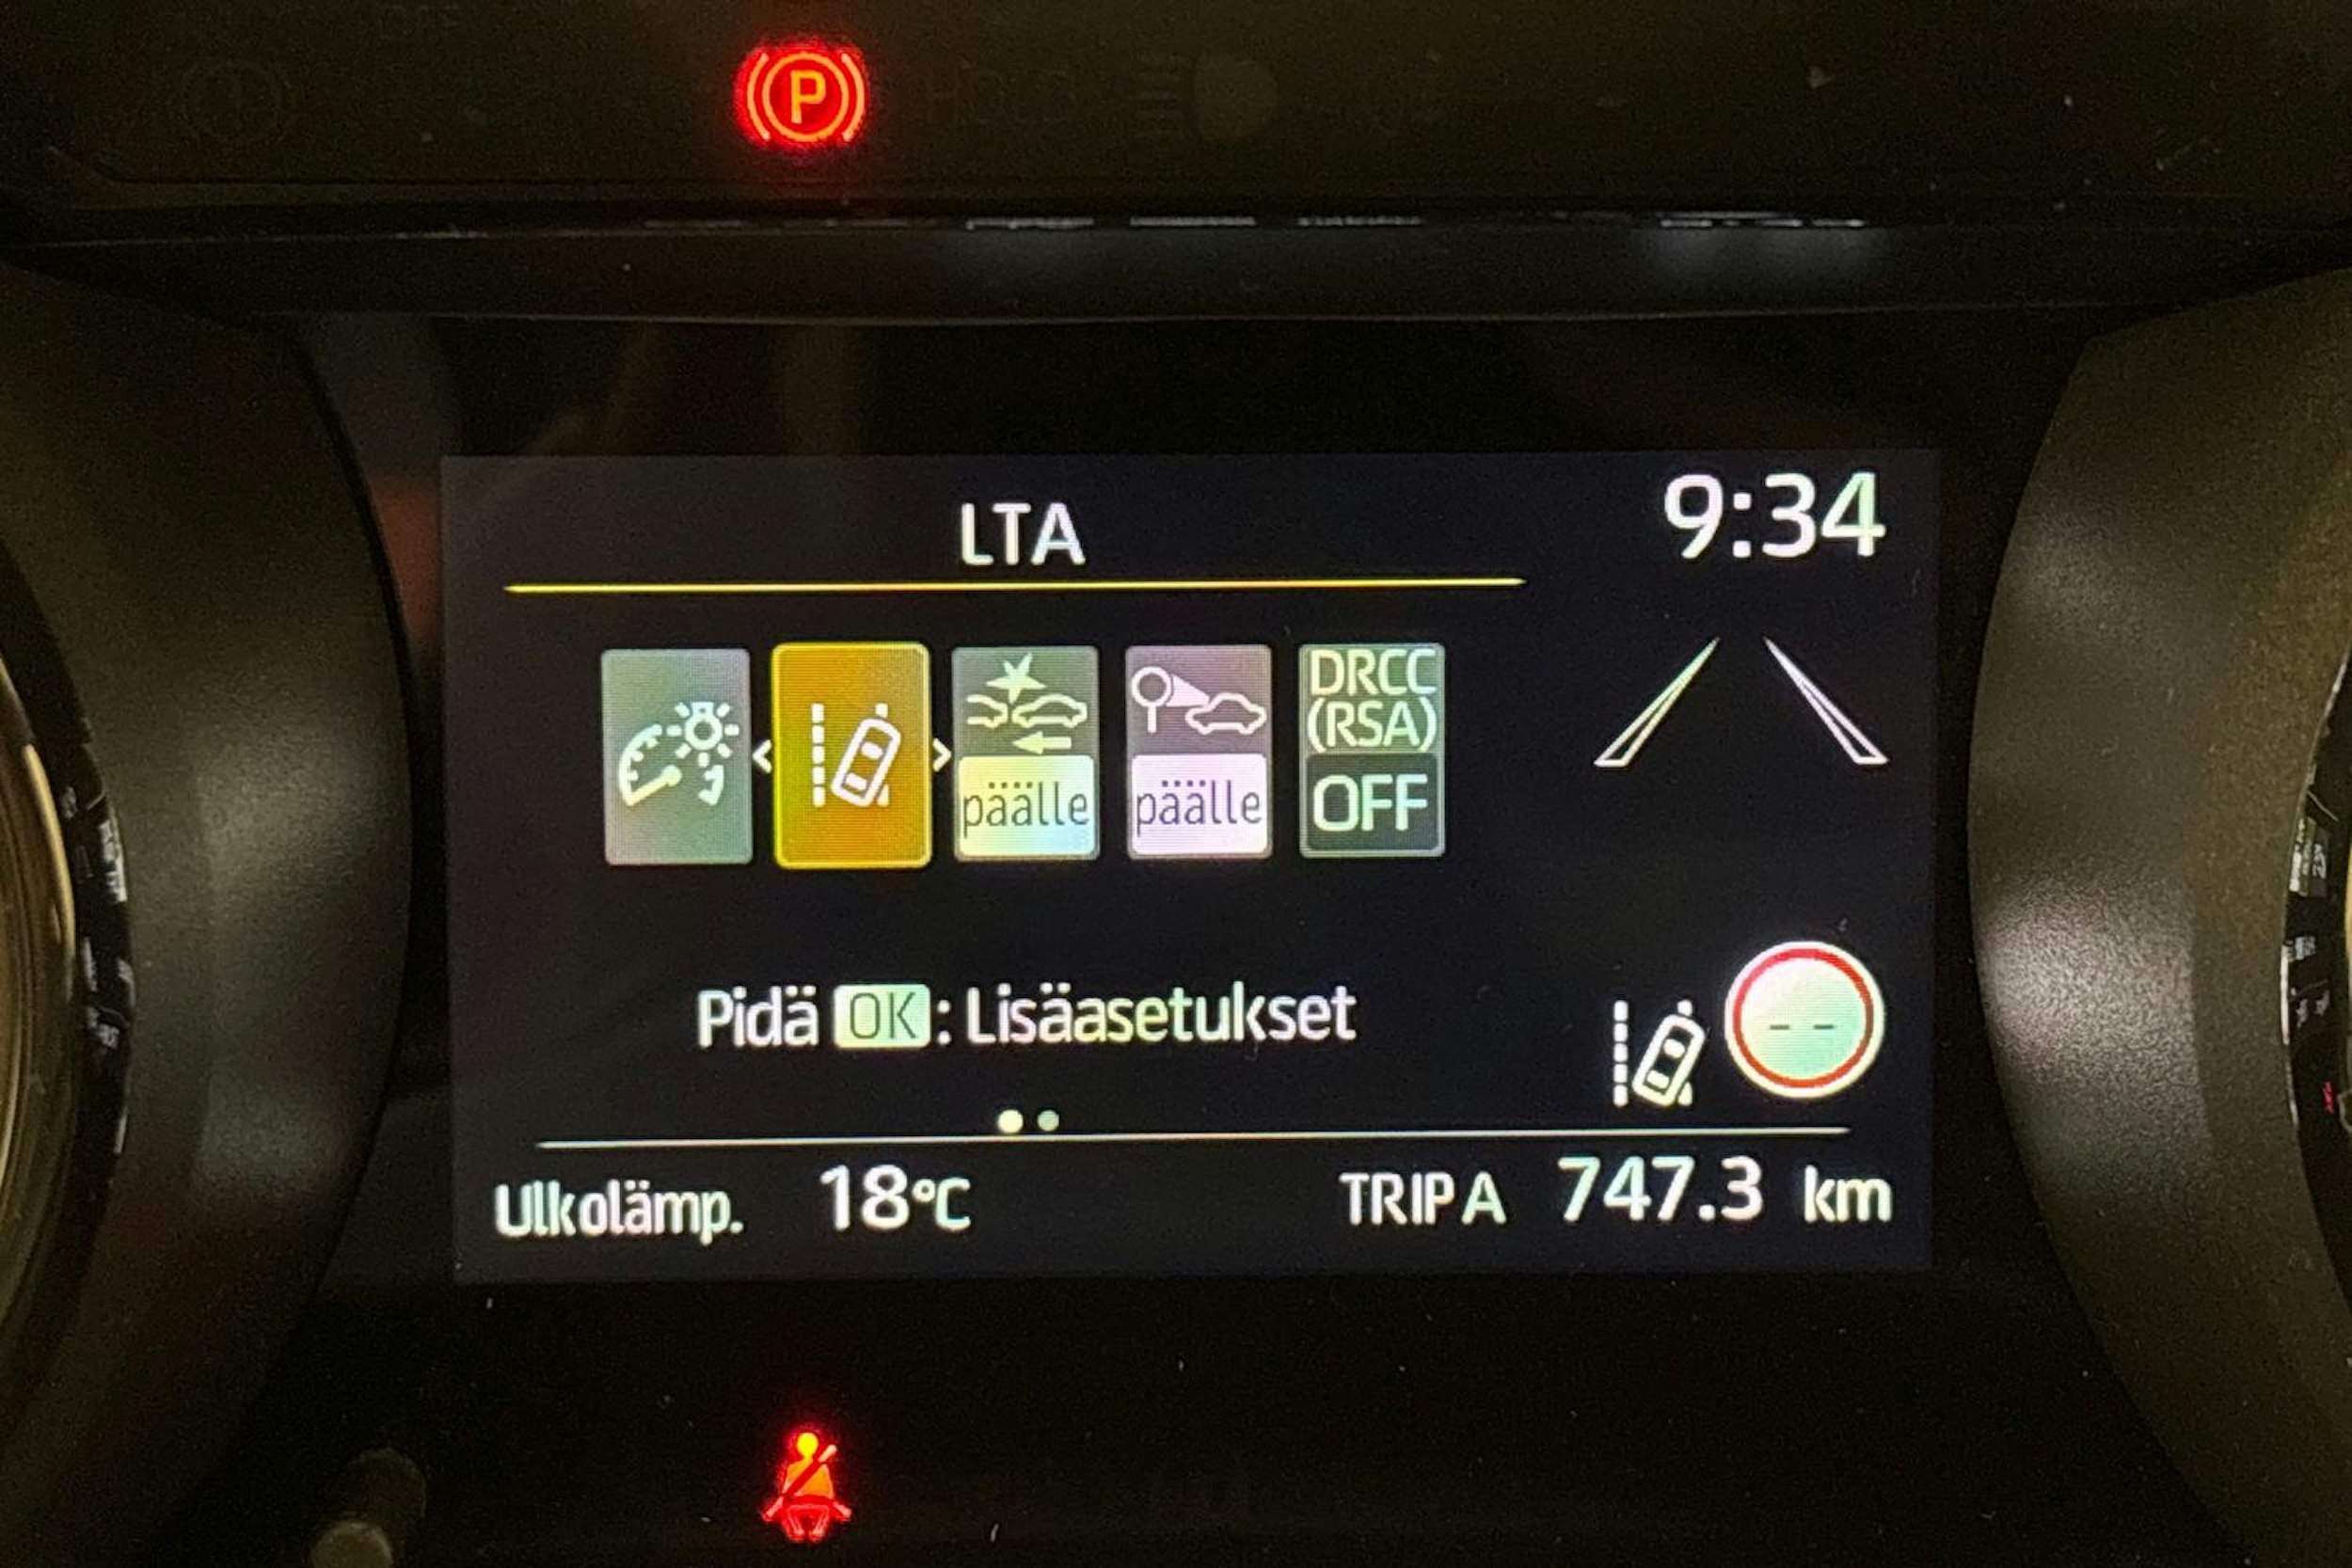 P
LTA
9:34
DRCC
(RSA)
päälle
päälle
OFF
Pidä OK : Lisäasetukset
- -
Ulkolämp. 18°C
TRIP A 747.3 km